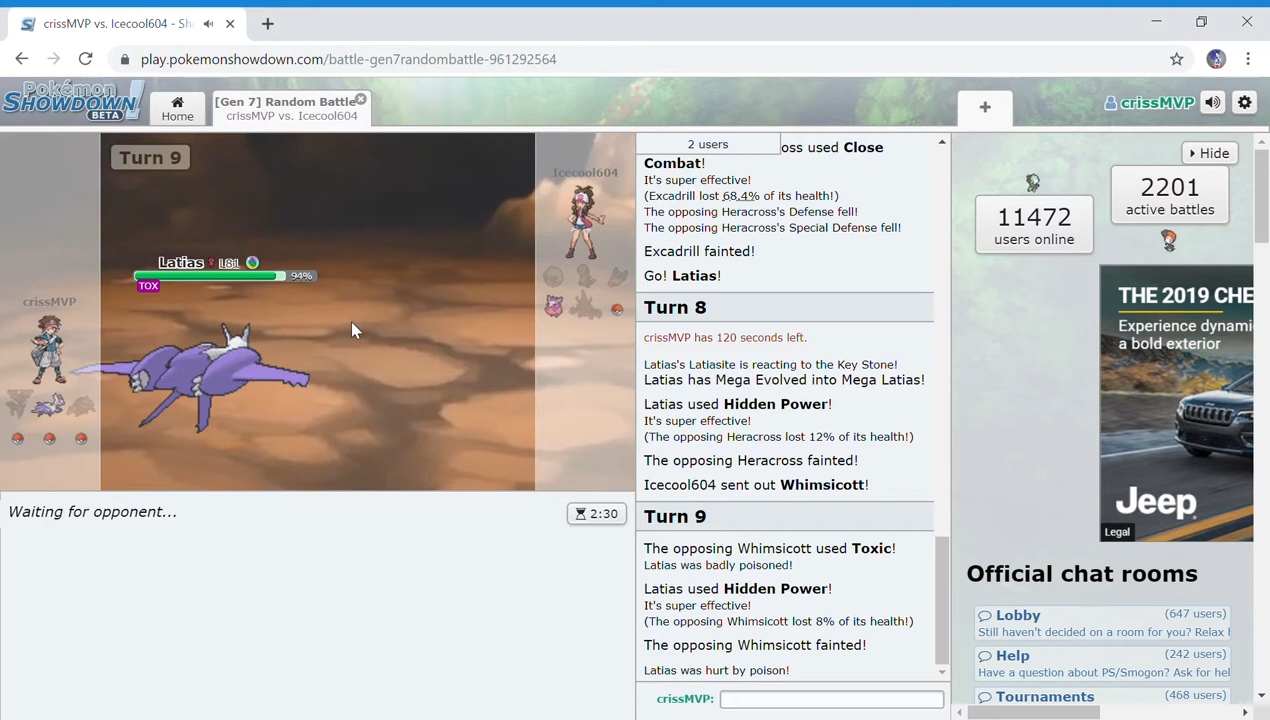 crissMVP vs. Icecool604 - Sho
play.pokemonshowdown.com/battle-gen7randombattle-961292564
Pokémon
SHOWDOWN!
BETA
Home
[Gen 7] Random Battle
crissMVP vs. Icecool604
+
crissMVP
Turn 9
Icecool604
Latias ♀ L81
94%
TOX
crissMVP
Waiting for opponent...
2:30
2 users
oss used Close
Combat!
It's super effective!
(Excadrill lost 68.4% of its health!)
The opposing Heracross's Defense fell!
The opposing Heracross's Special Defense fell!
Excadrill fainted!
Go! Latias!
Turn 8
crissMVP has 120 seconds left.
Latias's Latiasite is reacting to the Key Stone!
Latias has Mega Evolved into Mega Latias!
Latias used Hidden Power!
It's super effective!
(The opposing Heracross lost 12% of its health!)
The opposing Heracross fainted!
Icecool604 sent out Whimsicott!
Turn 9
The opposing Whimsicott used Toxic!
Latias was badly poisoned!
Latias used Hidden Power!
It's super effective!
(The opposing Whimsicott lost 8% of its health!)
The opposing Whimsicott fainted!
Latias was hurt by poison!
crissMVP:
Hide
11472
users online
2201
active battles
THE 2019 CHE
Experience dynami
a bold exterior
Jeep
Legal
Official chat rooms
Lobby
(647 users)
Still haven't decided on a room for you? Relax
Help
(242 users)
Have a question about PS/Smogon? Ask for hel
Tournaments
(468 users)